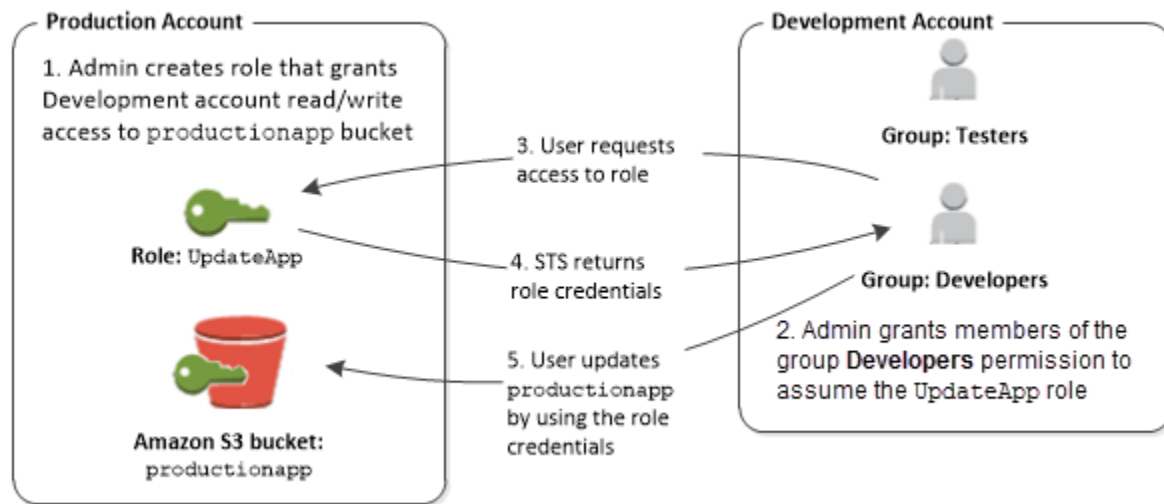 Production Account
1. Admin creates role that grants
Development account read/write
access to productionapp bucket
Role: UpdateApp
Amazon S3 bucket:
productionapp
3. User requests
access to role
4. STS returns
role credentials
5. User updates
productionapp
by using the role
credentials
Development Account
Group: Testers
Group: Developers
2. Admin grants members of the
group Developers permission to
assume the UpdateApp role